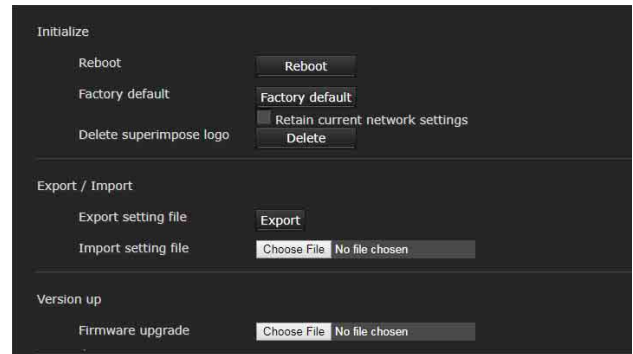 Initialize
Reboot Reboot
Factory default Factory default
Retain current network settings
Delete superimpose logo Delete
Export / Import
Export setting file Export
Import setting file Choose File No file chosen
Version up
Firmware upgrade Choose File No file chosen